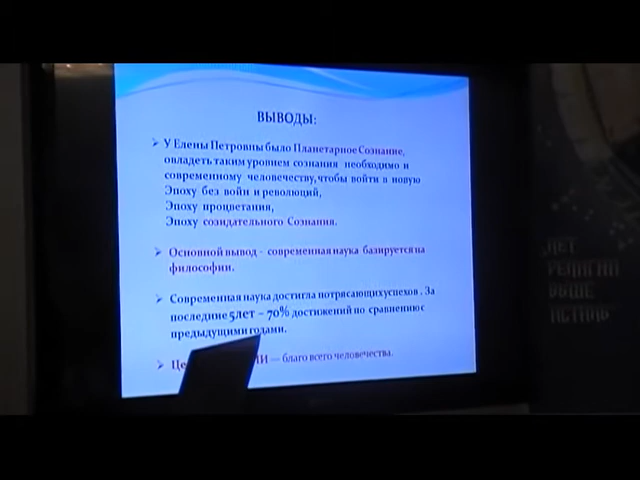 ВЫВОДЫ:
У Елены Петровны было Планетарное Сознание,
овладеть таким уровнем сознания необходимо и
современному человечеству, чтобы войти в новую
Эпоху без войн и революций,
Эпоху процветания,
Эпоху созидательного Сознания.
Основной вывод - современная наука базируется на
философии.
Современная наука достигла потрясающих успехов . За
последние 5лет – 70% достижений по сравнению с
предыдущими годами.
— благо всего человечества.
ЛЕТ
ВЫШЕ